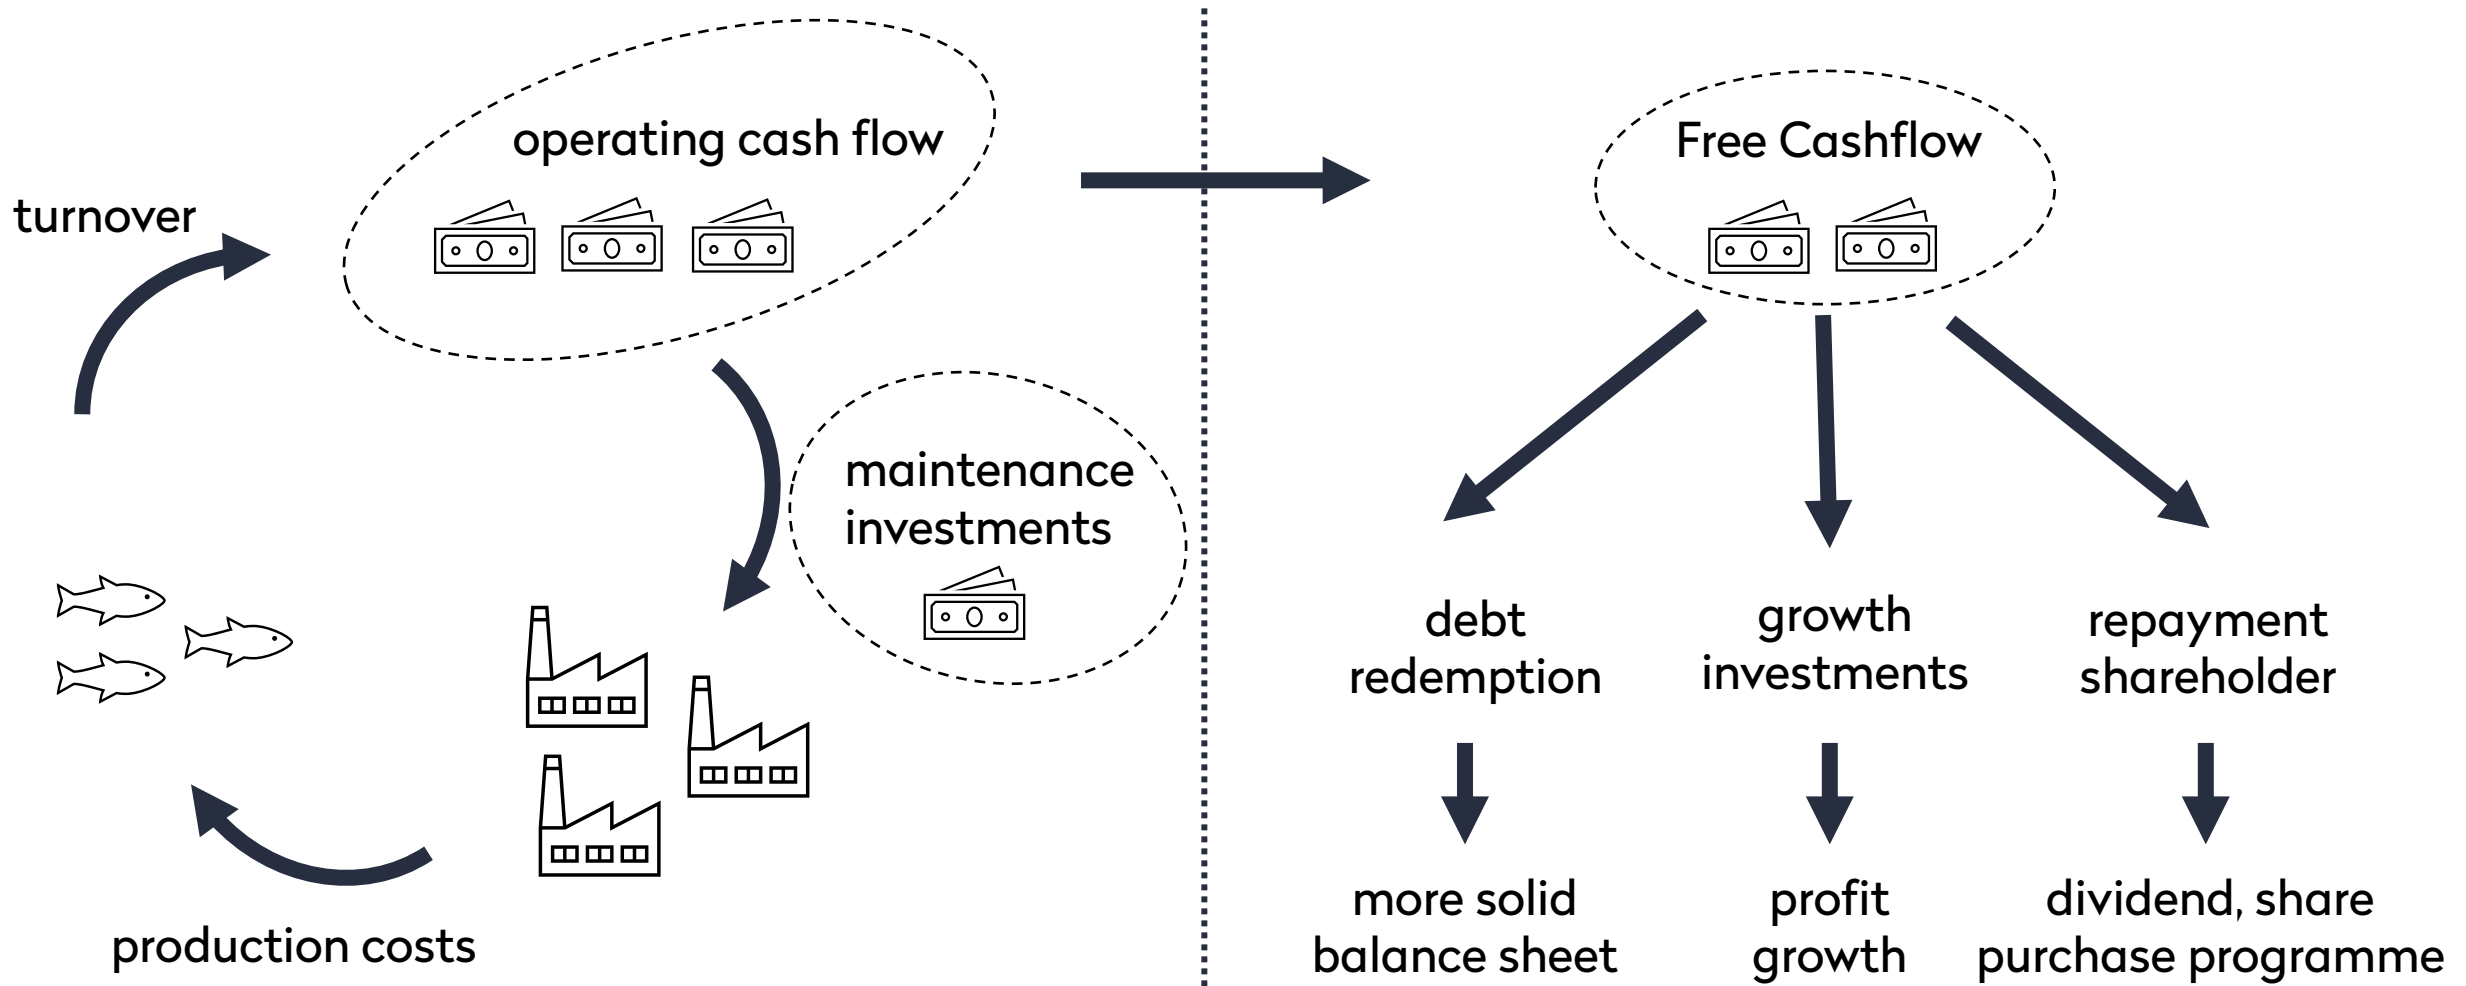 operating cash flow
turnover
maintenance
investments
production costs
Free Cashflow
debt
redemption
growth
investments
repayment
shareholder
more solid
balance sheet
profit
growth
dividend, share
purchase programme